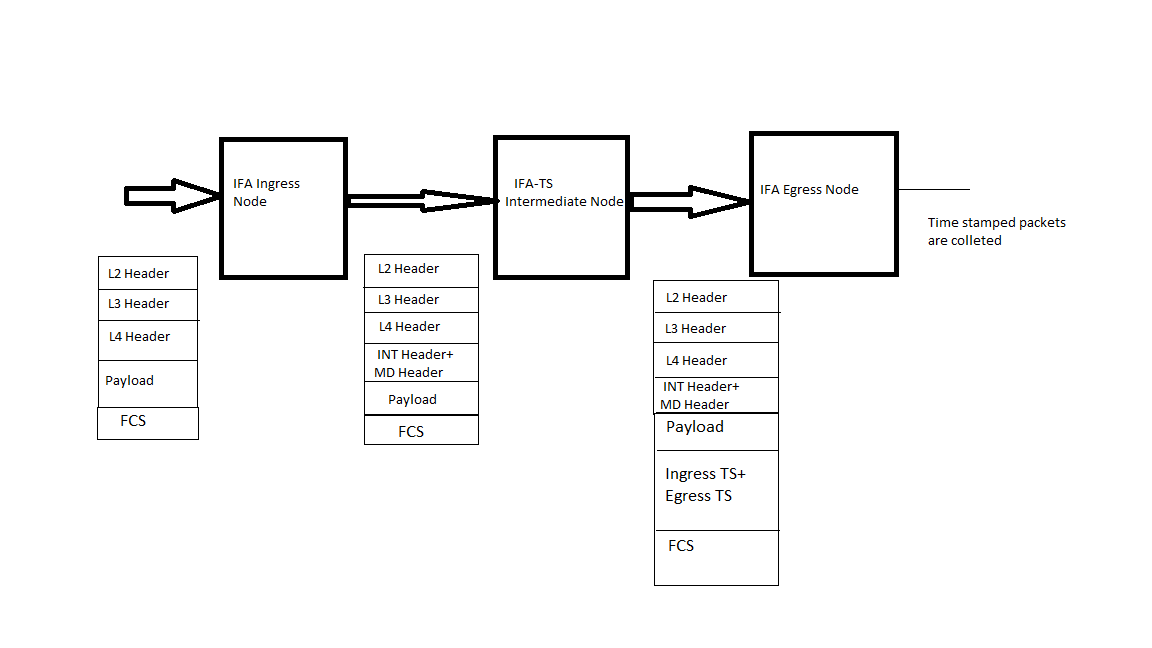 IFA Ingress
Node
IFA-TS
Intermediate Node
IFA Egress Node
Time stamped packets
are colleted
L2 Header
L3 Header
L4 Header
Payload
FCS
L2 Header
L3 Header
L4 Header
INT Header+
MD Header
Payload
FCS
L2 Header
L3 Header
L4 Header
INT Header+
MD Header
Payload
Ingress TS+
Egress TS
FCS